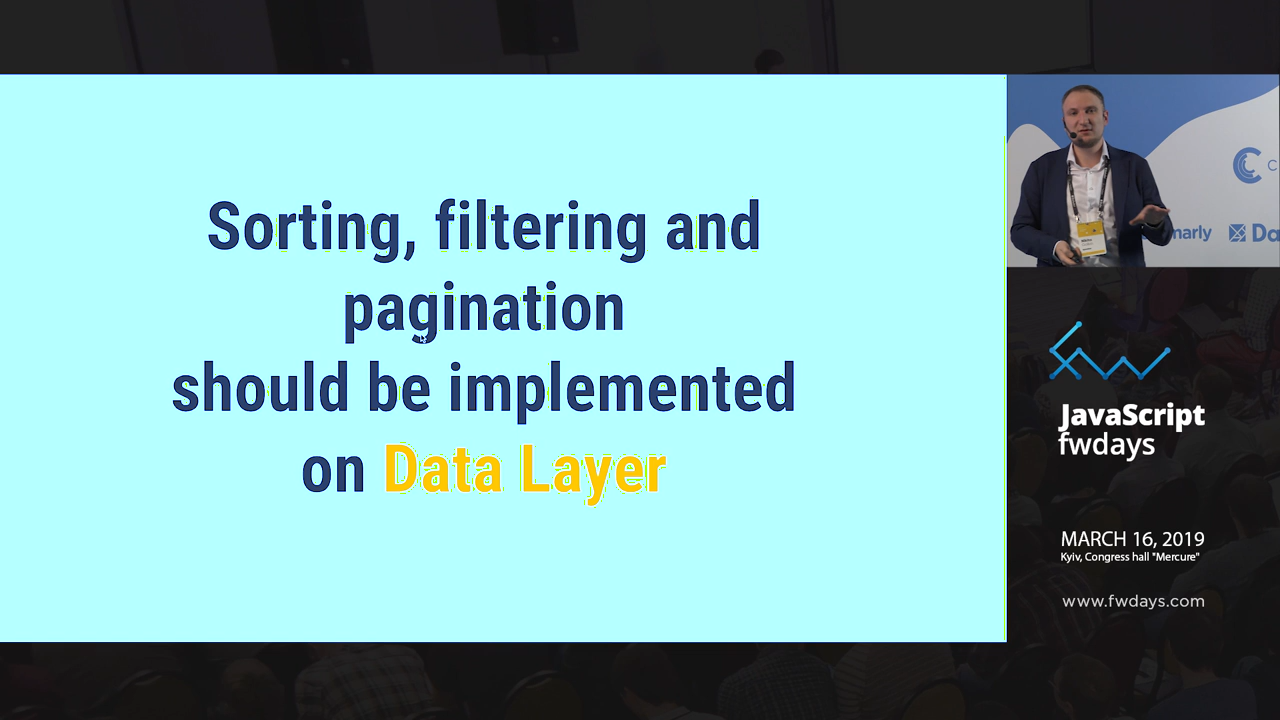 Sorting, filtering and
pagination
should be implemented
on Data Layer
JavaScript
fwdays
MARCH 16, 2019
Kyiv, Congress hall "Mercure"
www.fwdays.com